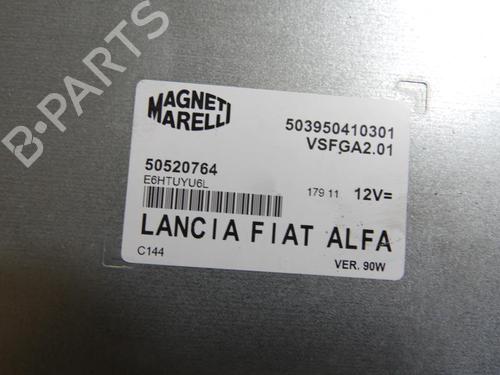 B-PARTS
MAGNETI
MARELLI
503950410301
VSFGA2.01
50520764
E6HTUYU6L
179 11 12V=
LANCIA FIAT ALFA
C144
VER. 90W